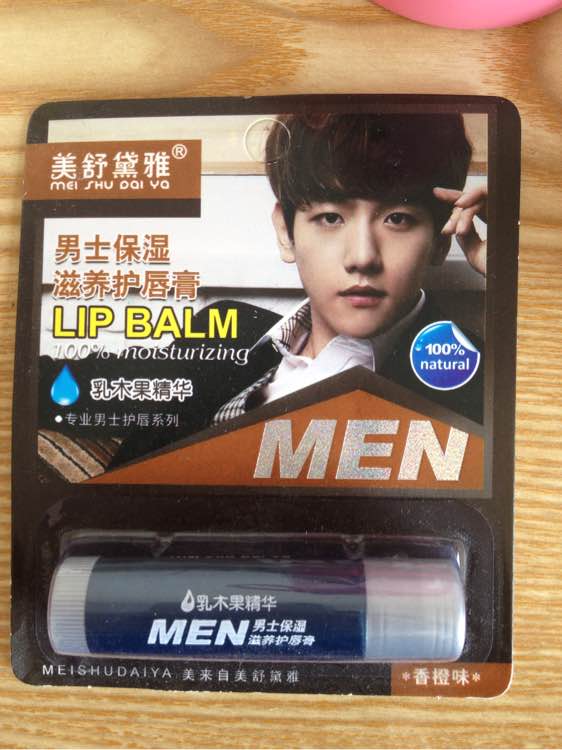 美舒黛雅®
MEI SHU DAI YA
男士保湿
滋养护唇膏
LIP BALM
100% moisturizing
乳木果精华
●专业男士护唇系列
100%
natural
MEN
乳木果精华
MEN 男士保湿
滋养护唇膏
MEISHUDAIYA 美来自美舒黛雅
*香橙味*